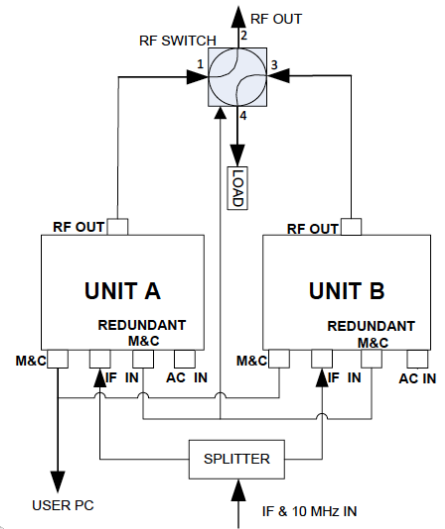 RF OUT
2
RF SWITCH
1
3
4
LOAD
RF OUT
RF OUT
UNIT A
UNIT B
REDUNDANT
M&C
REDUNDANT
M&C
M&C
IF IN
AC IN
M&C
IF IN
AC IN
SPLITTER
USER PC
IF & 10 MHz IN